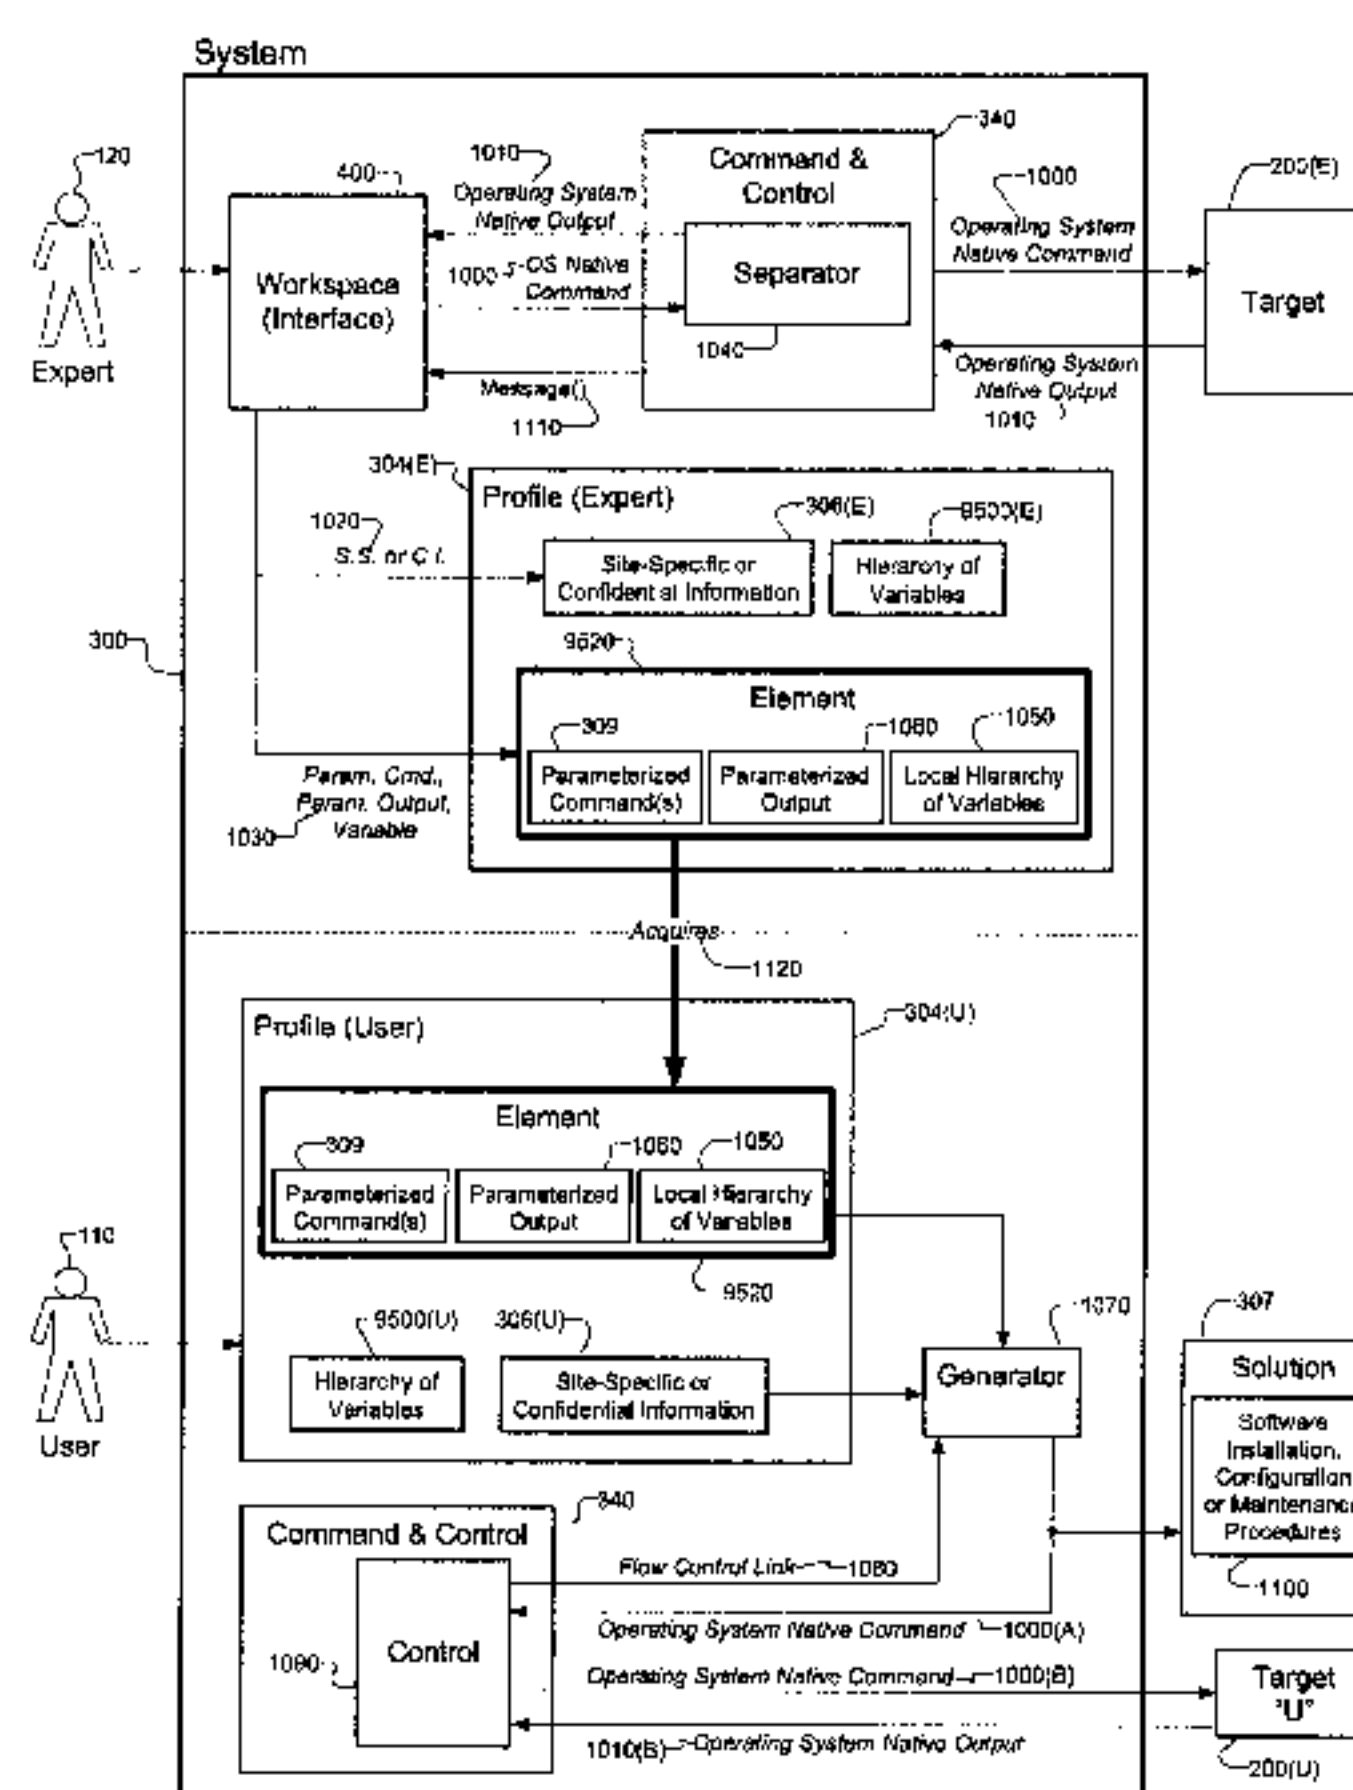 System
120
Expert
400
Workspace
(Interface)
1010
Operating System
Native Output
1000
OS Native
Command
Message()
1110
340
Command &
Control
Separator
1040
1000
Operating System
Native Command
200(E)
Target
Operating System
Native Output
1010
304(E)
Profile (Expert)
1020
S.S. or C.I.
306(E)
Site-Specific or
Confidential Information
9500(E)
Hierarchy of
Variables
300
9520
Element
309
Parameterized
Command(s)
1060
Parameterized
Output
1050
Local Hierarchy
of Variables
Param. Cmd.,
Param. Output,
Variable
1030
Acquires
1120
304(U)
Profile (User)
Element
309
Parameterized
Command(s)
1060
Parameterized
Output
1050
Local Hierarchy
of Variables
9520
110
User
9500(U)
Hierarchy of
Variables
306(U)
Site-Specific or
Confidential Information
1070
Generator
307
Solution
Software
Installation,
Configuration
or Maintenance
Procedures
1100
340
Command & Control
Control
1090
Flow Control Link
1080
Operating System Native Command
1000(A)
Operating System Native Command
1000(B)
1010(B)
Operating System Native Output
Target
"U"
200(U)